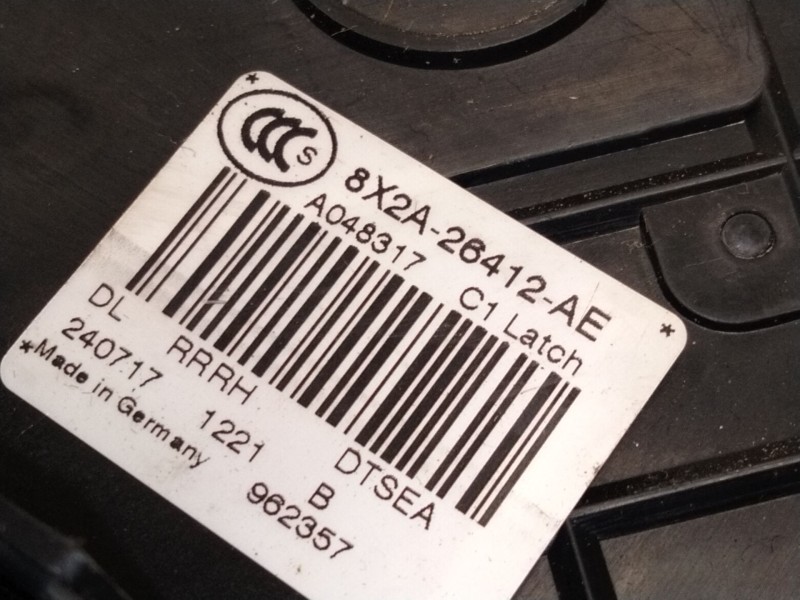 CCC S
8X2A-26412-AE
A048317 C1 Latch
DL RRRH DTSEA
240717 1221 B
*Made in Germany 962357